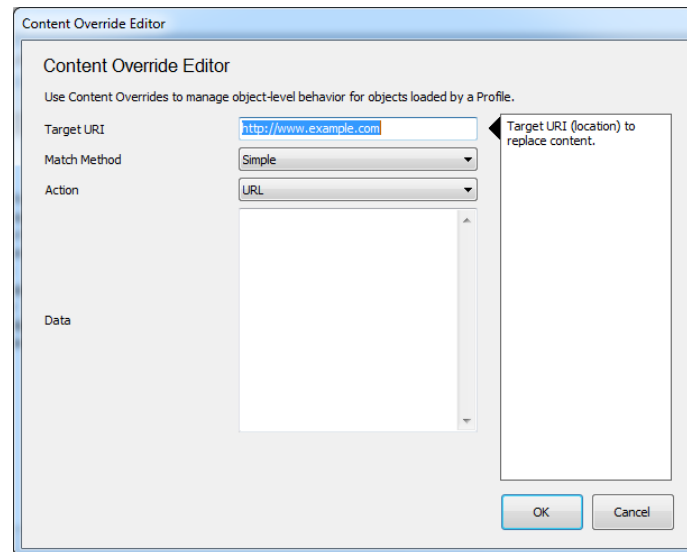 Content Override Editor
Content Override Editor
Use Content Overrides to manage object-level behavior for objects loaded by a Profile.
Target URI
http://www.example.com
Target URI (location) to
replace content.
Match Method
Simple
Action
URL
Data
OK
Cancel